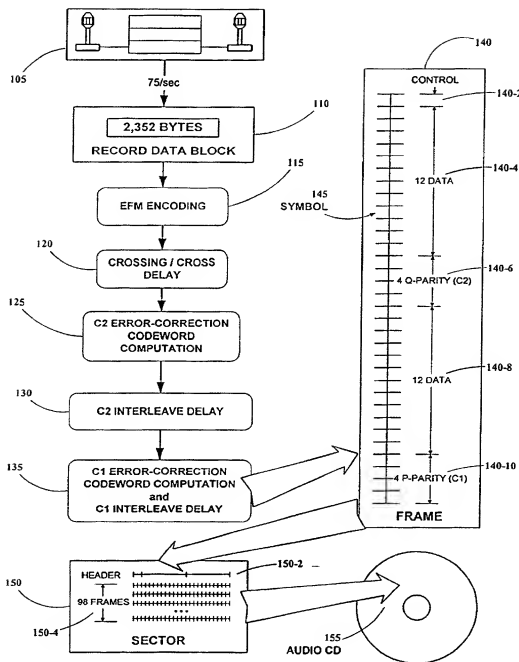 105
75/sec
110
2,352 BYTES
RECORD DATA BLOCK
115
EFM ENCODING
120
CROSSING / CROSS
DELAY
125
C2 ERROR-CORRECTION
CODEWORD
COMPUTATION
130
C2 INTERLEAVE DELAY
135
C1 ERROR-CORRECTION
CODEWORD COMPUTATION
and
C1 INTERLEAVE DELAY
140
CONTROL
140-2
140-4
12 DATA
145
SYMBOL
140-6
4 Q-PARITY (C2)
140-8
12 DATA
140-10
4 P-PARITY (C1)
FRAME
150
HEADER
150-2
98 FRAMES
150-4
SECTOR
155
AUDIO CD